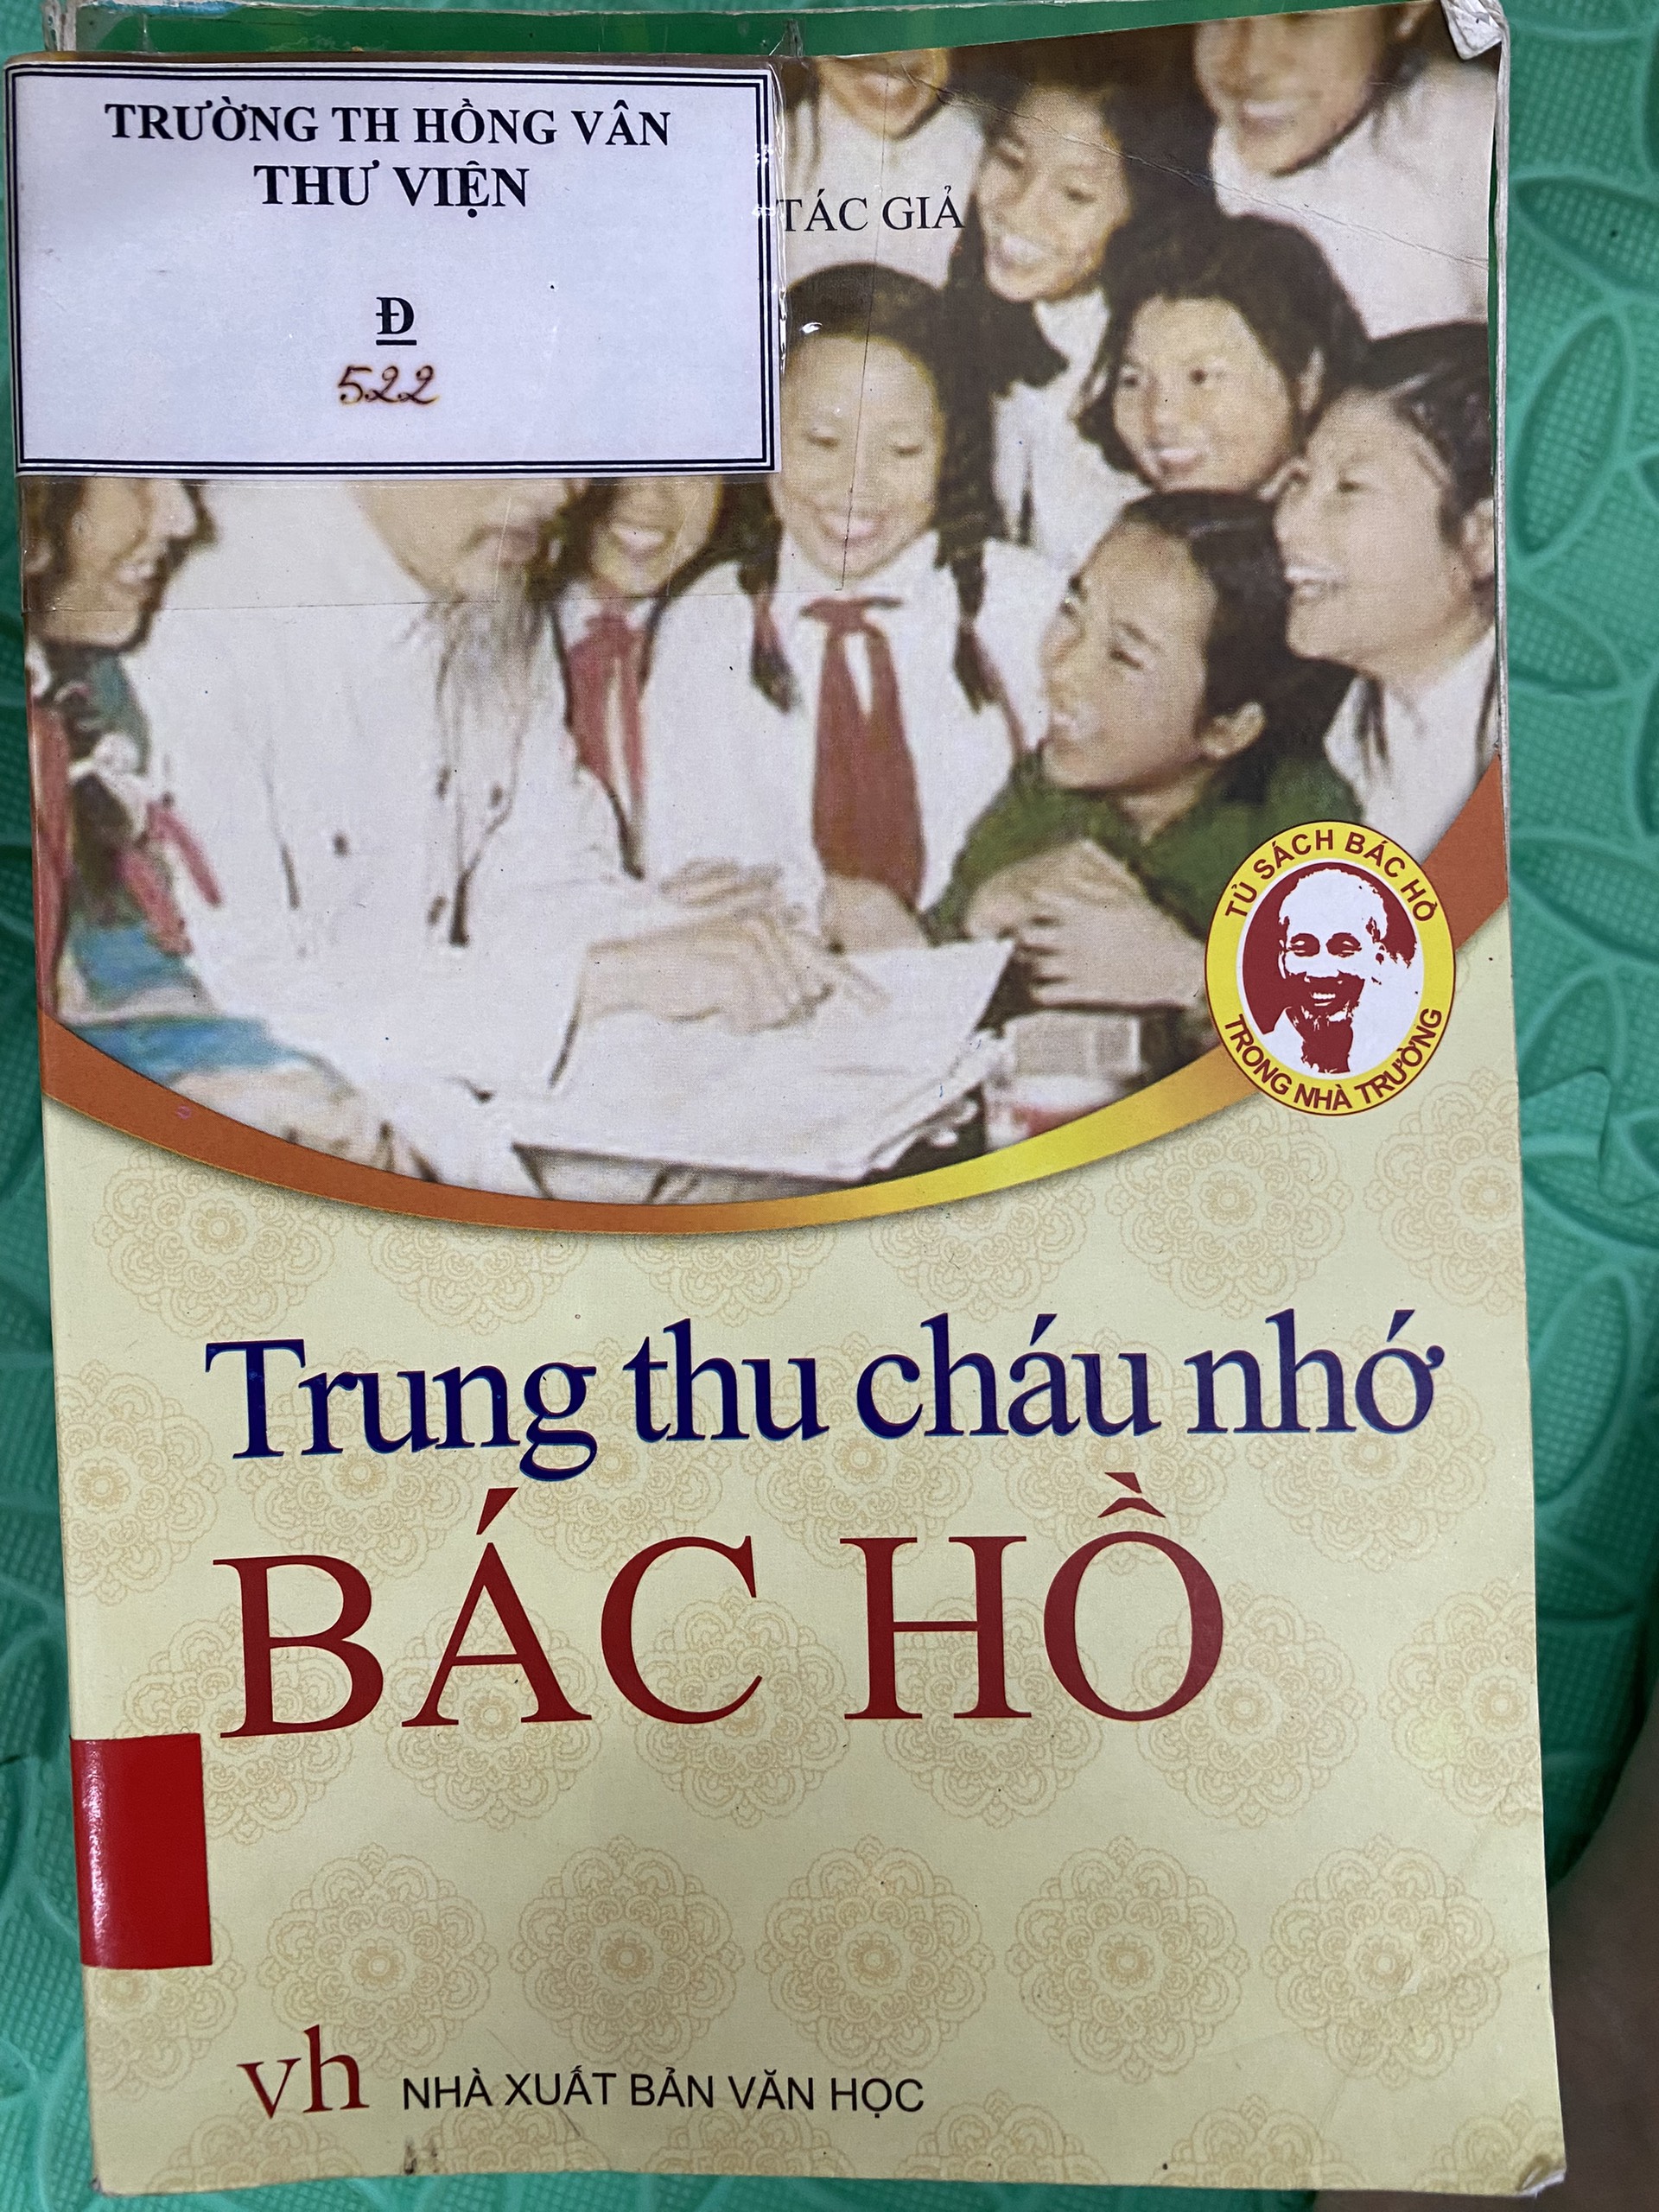 TRƯỜNG TH HỒNG VÂN
THƯ VIỆN
Đ
522
TÁC GIẢ
TỦ SÁCH BÁC HỒ
TRONG NHÀ TRƯỜNG
Trung thu cháu nhớ
BÁC HỒ
vh NHÀ XUẤT BẢN VĂN HỌC